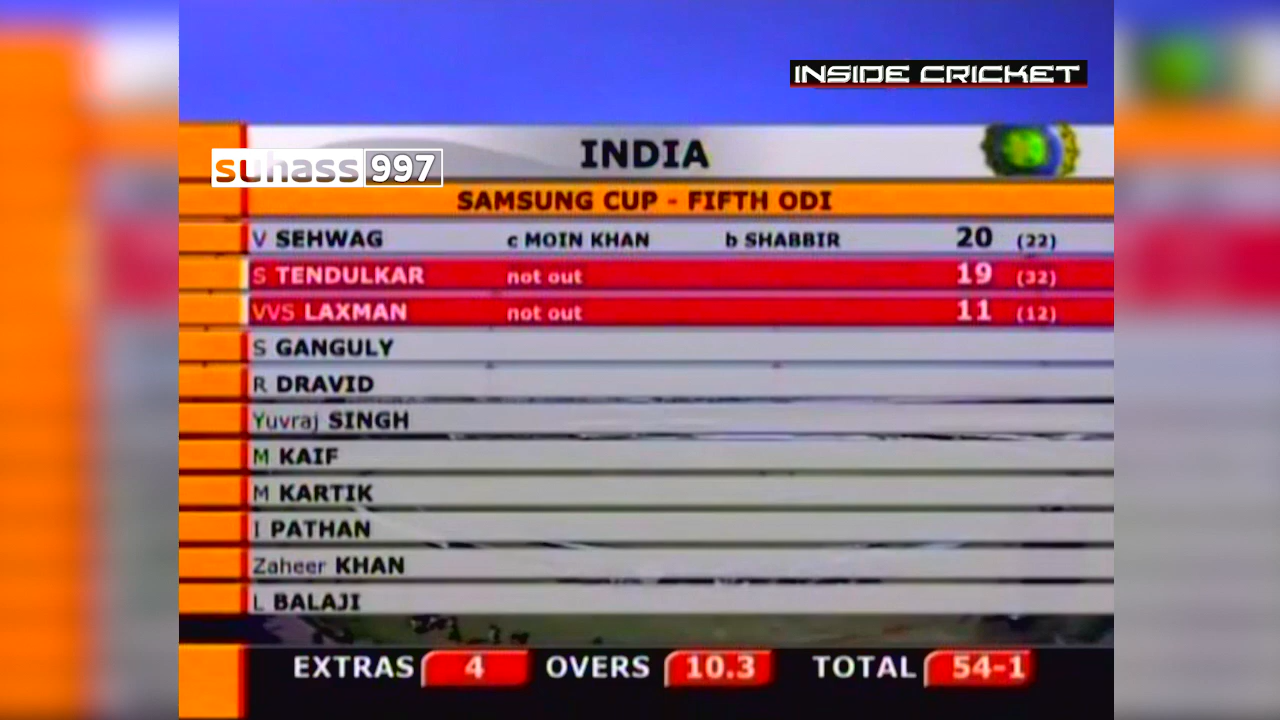 INSIDE CRICKET
INDIA
suhass 997
SAMSUNG CUP - FIFTH ODI
V SEHWAG c MOIN KHAN b SHABBIR 20 (22)
S TENDULKAR not out 19 (32)
VVS LAXMAN not out 11 (12)
S GANGULY
R DRAVID
Yuvraj SINGH
M KAIF
M KARTIK
I PATHAN
Zaheer KHAN
L BALAJI
EXTRAS 4 OVERS 10.3 TOTAL 54-1